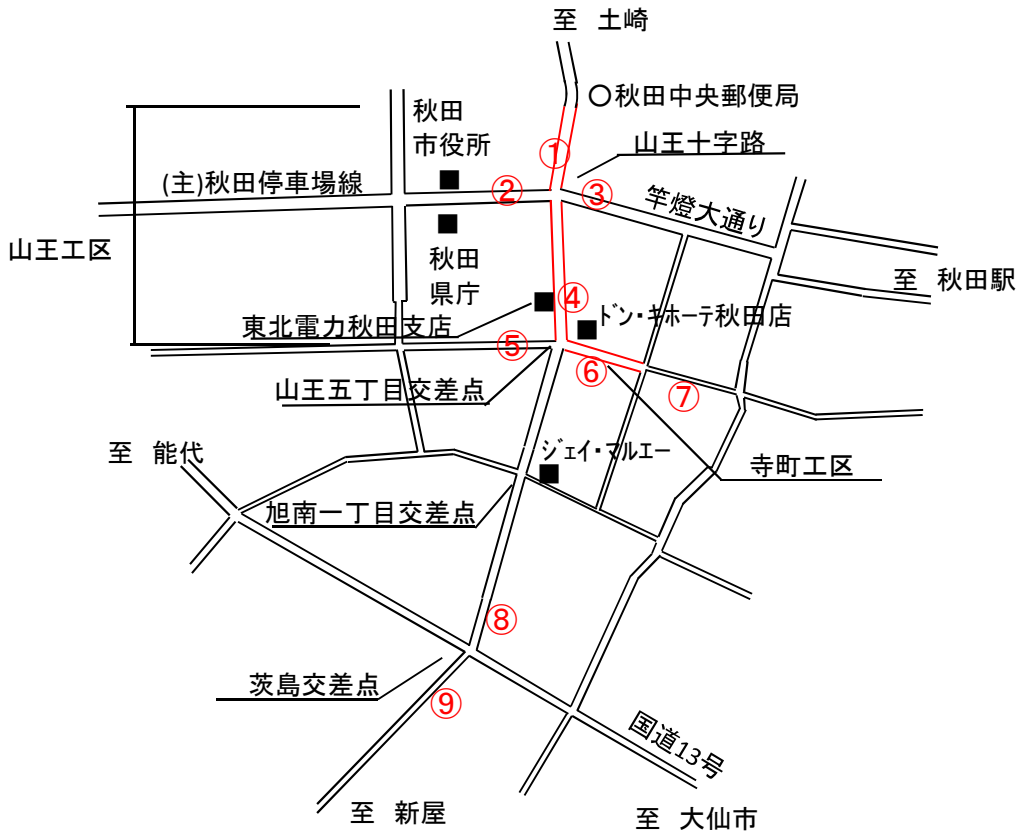 至 土崎
〇秋田中央郵便局
秋田
市役所
①
山王十字路
(主)秋田停車場線
②
③
竿燈大通り
山王工区
秋田
県庁
至 秋田駅
④
東北電力秋田支店
ドン・キホーテ秋田店
⑤
⑥
山王五丁目交差点
⑦
至 能代
ジェイ・マルエー
寺町工区
旭南一丁目交差点
⑧
茨島交差点
⑨
国道13号
至 新屋
至 大仙市